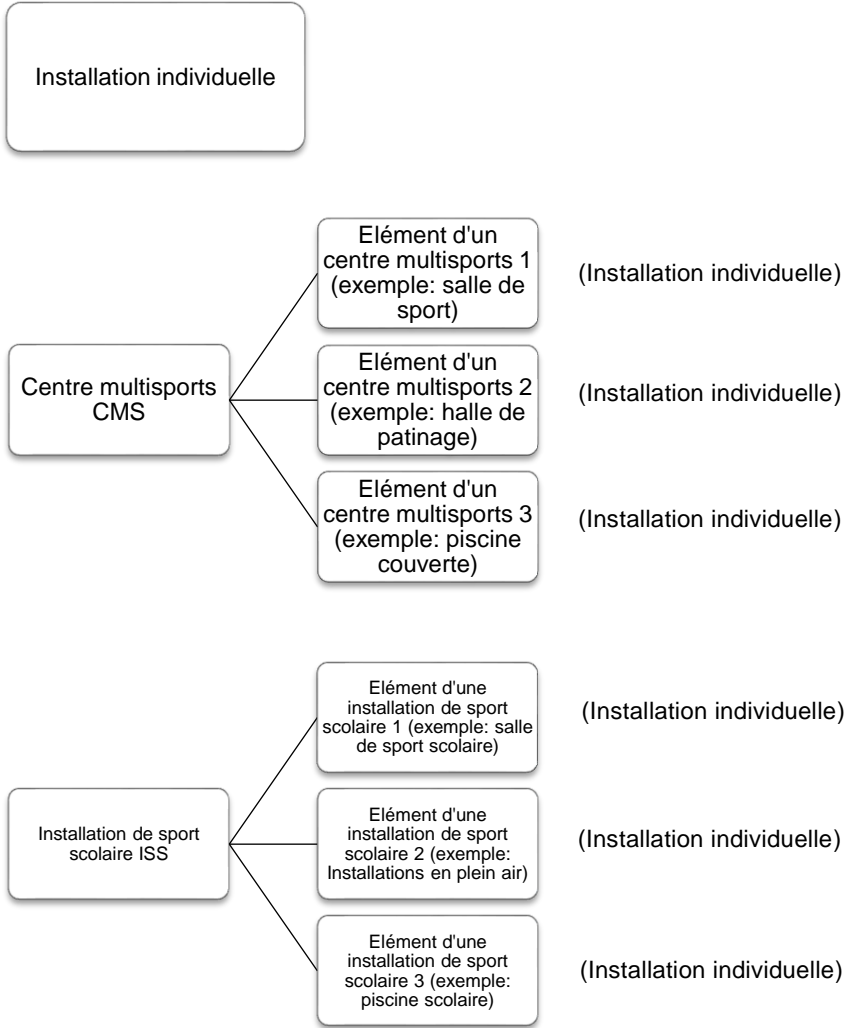 Installation individuelle
Elément d'un
centre multisports 1
(exemple: salle de
sport)
(Installation individuelle)
Centre multisports
CMS
Elément d'un
centre multisports 2
(exemple: halle de
patinage)
(Installation individuelle)
Elément d'un
centre multisports 3
(exemple: piscine
couverte)
(Installation individuelle)
Elément d'une
installation de sport
scolaire 1 (exemple: salle
de sport scolaire)
(Installation individuelle)
Installation de sport
scolaire ISS
Elément d'une
installation de sport
scolaire 2 (exemple:
Installations en plein air)
(Installation individuelle)
Elément d'une
installation de sport
scolaire 3 (exemple:
piscine scolaire)
(Installation individuelle)